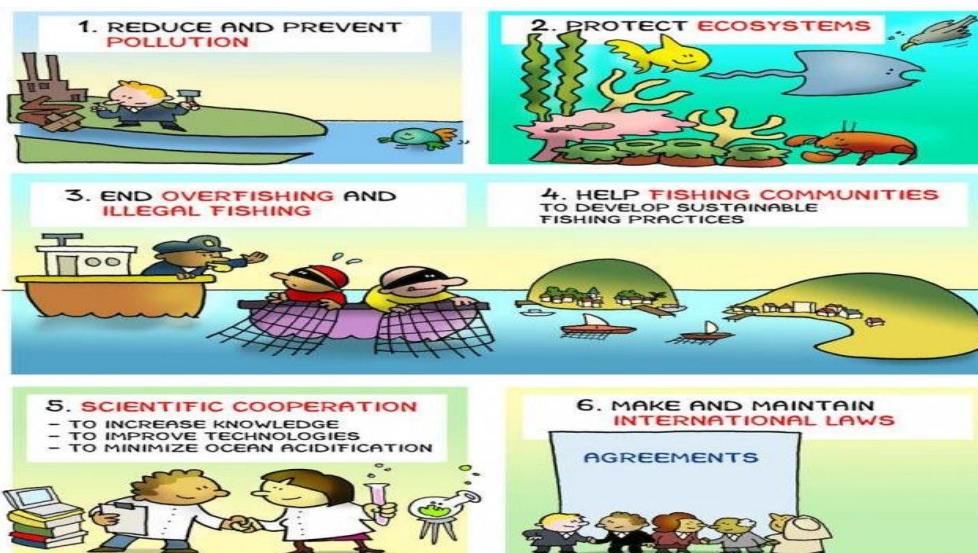 1. REDUCE AND PREVENT
POLLUTION
2. PROTECT ECOSYSTEMS
3. END OVERFISHING AND
ILLEGAL FISHING
4. HELP FISHING COMMUNITIES
TO DEVELOP SUSTAINABLE
FISHING PRACTICES
5. SCIENTIFIC COOPERATION
- TO INCREASE KNOWLEDGE
- TO IMPROVE TECHNOLOGIES
- TO MINIMIZE OCEAN ACIDIFICATION
6. MAKE AND MAINTAIN
INTERNATIONAL LAWS
AGREEMENTS